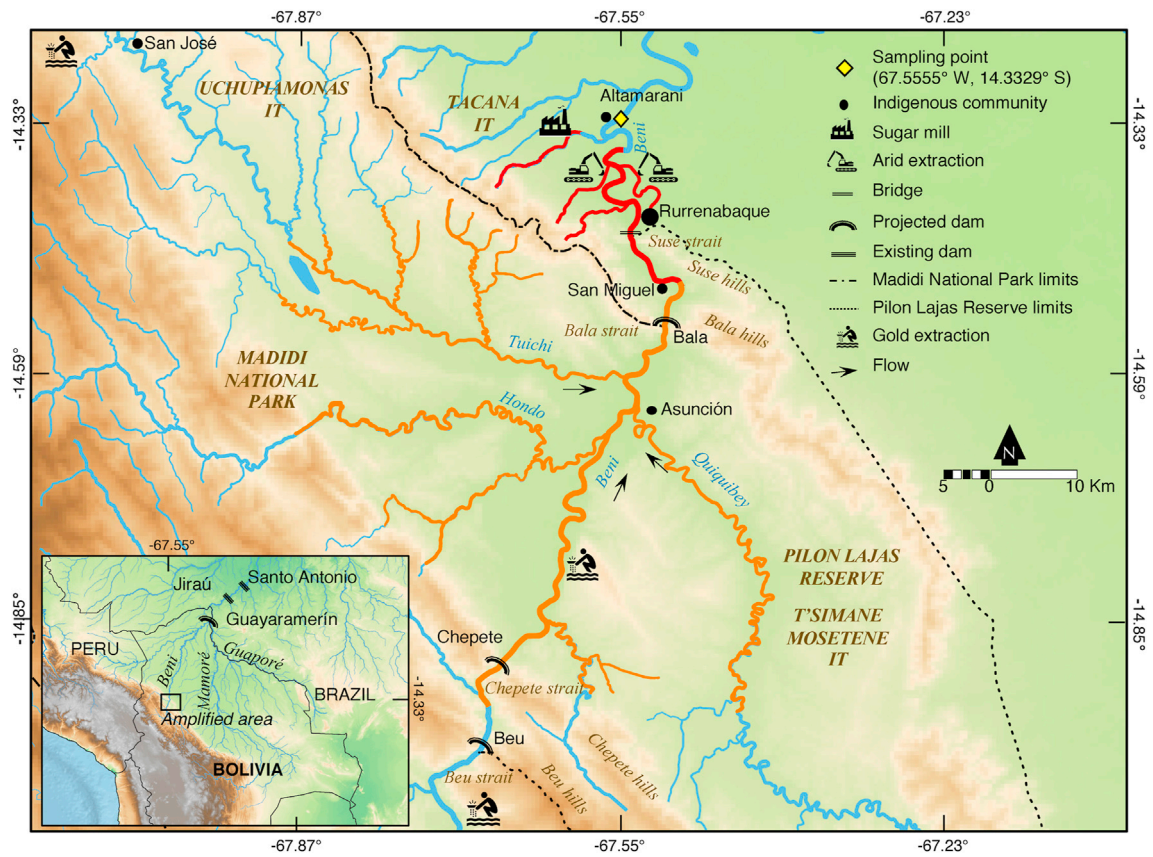 -67.87°
-67.55°
-67.23°
San José
UCHUPIAMONAS
IT
TACANA
IT
Altamarani
Beni
-14.33°
-14.33°
Sampling point
(67.5555° W, 14.3329° S)
Indigenous community
Sugar mill
Arid extraction
Bridge
Projected dam
Existing dam
Madidi National Park limits
Pilon Lajas Reserve limits
Gold extraction
Flow
Rurrenabaque
Suse strait
Suse hills
San Miguel
Bala strait
Bala
Bala hills
Tuichi
MADIDI
NATIONAL
PARK
-14.59°
-14.59°
Hondo
Asunción
Beni
Quiquibey
N
5 0 10 Km
PILON LAJAS
RESERVE
T'SIMANE
MOSETENE
IT
-14.85°
-14.85°
Chepete
Chepete strait
Chepete hills
Beu
Beu strait
Beu hills
-67.55°
Jiraú
Santo Antonio
Guayaramerín
PERU
Beni
Mamoré
Guaporé
BRAZIL
-14.33°
Amplified area
BOLIVIA
-67.87°
-67.55°
-67.23°